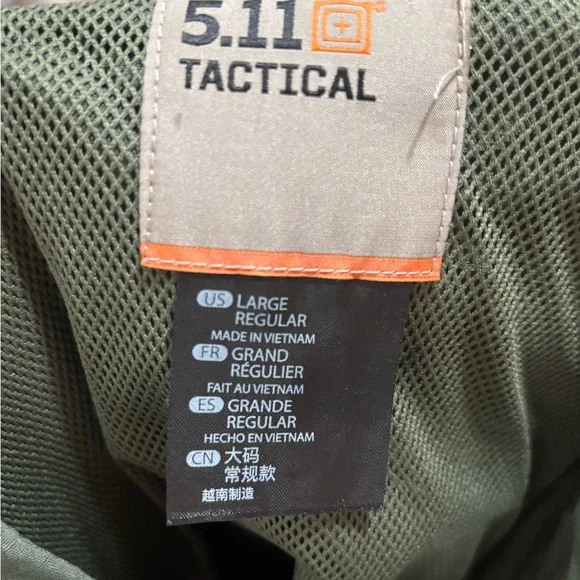 5.11
TACTICAL
US LARGE
REGULAR
MADE IN VIETNAM
FR GRAND
RÉGULIER
FAIT AU VIETNAM
ES GRANDE
REGULAR
HECHO EN VIETNAM
CN 大码
常规款
越南制造